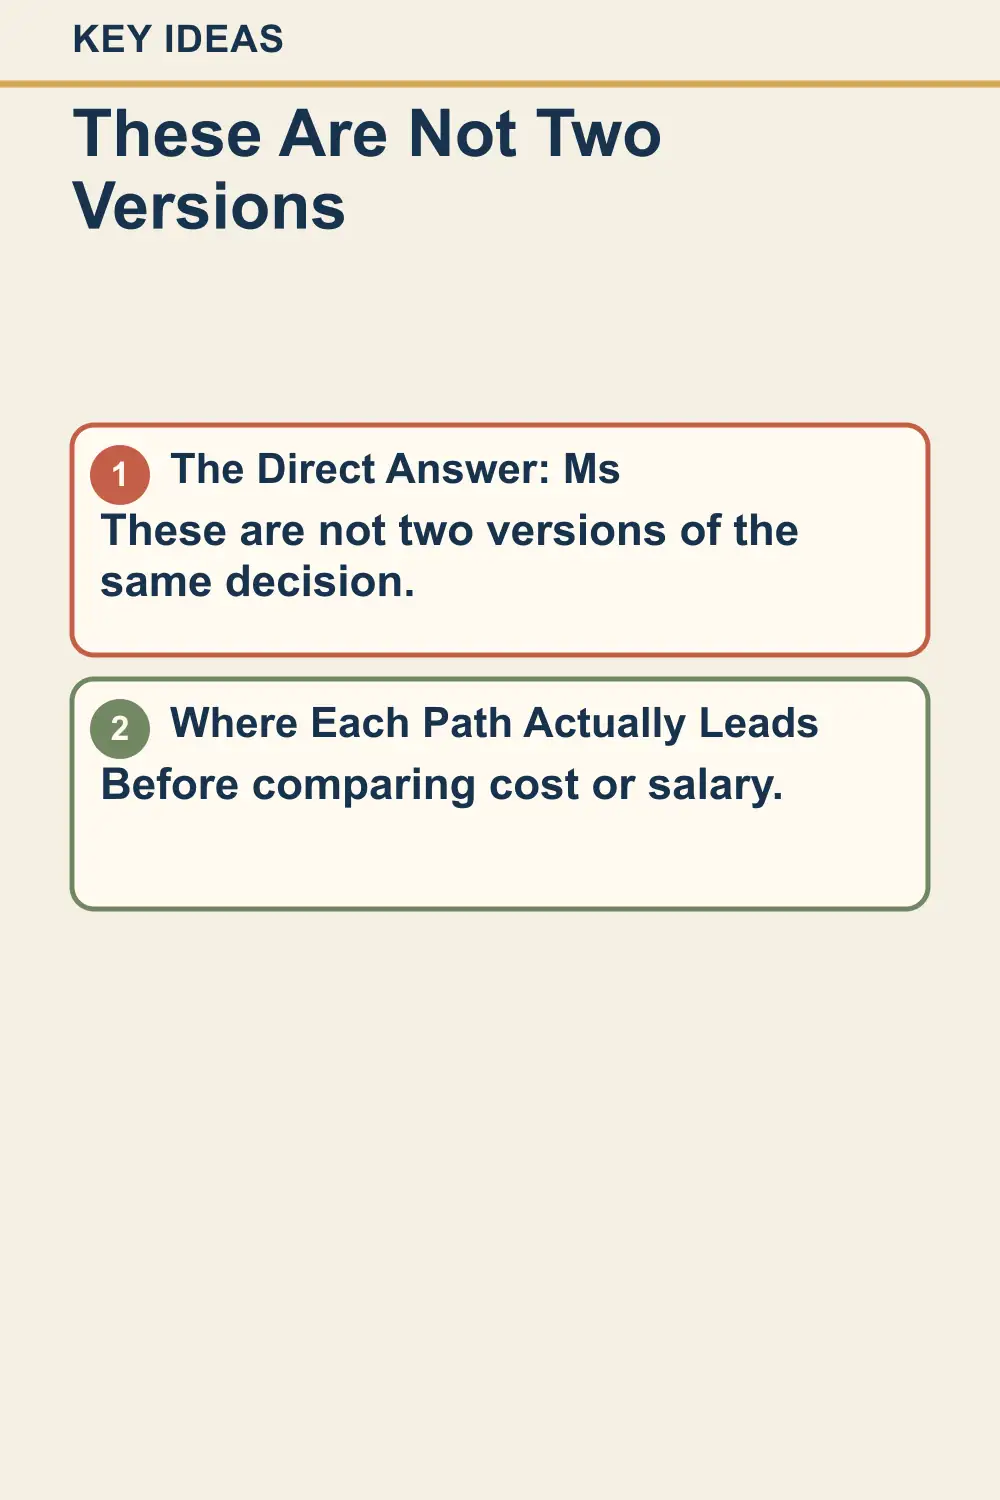 KEY IDEAS
These Are Not Two
Versions
1 The Direct Answer: Ms
These are not two versions of the
same decision.
2 Where Each Path Actually Leads
Before comparing cost or salary.